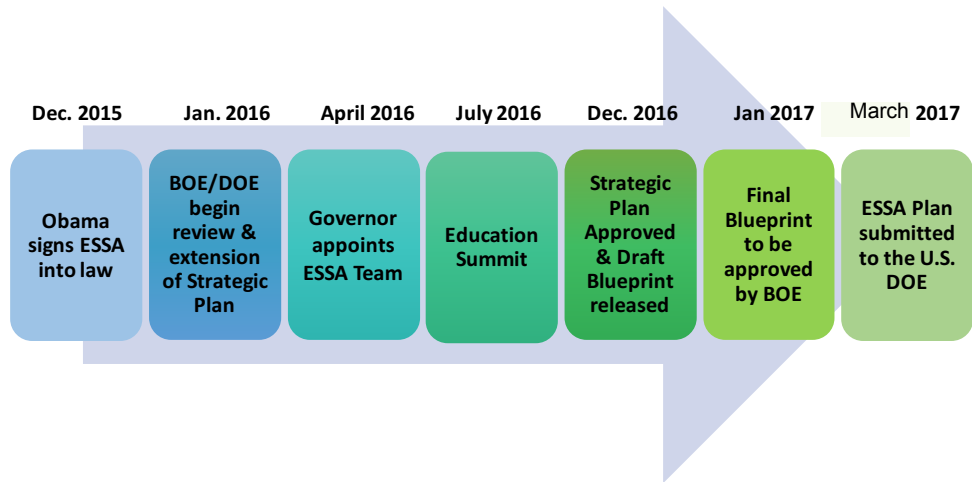 Dec. 2015
Jan. 2016
April 2016
July 2016
Dec. 2016
Jan 2017
March 2017
Obama
signs ESSA
into law
BOE/DOE
begin
review &
extension
of Strategic
Plan
Governor
appoints
ESSA Team
Education
Summit
Strategic
Plan
Approved
& Draft
Blueprint
released
Final
Blueprint
to be
approved
by BOE
ESSA Plan
submitted
to the U.S.
DOE